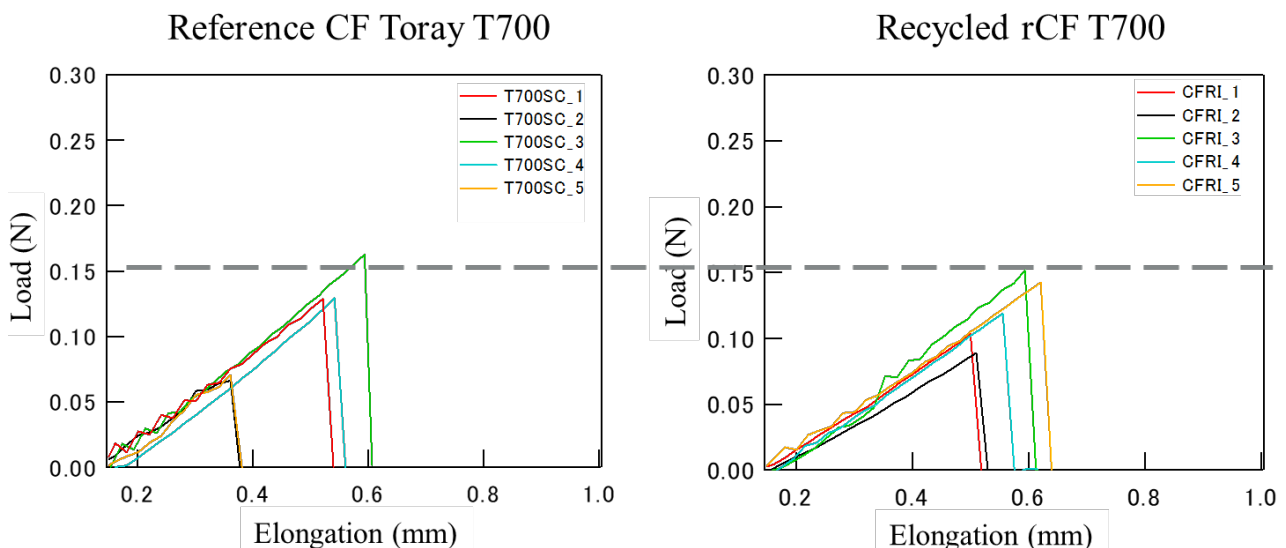 Reference CF Toray T700
Recycled rCF T700
Load (N)
0.30
0.25
0.20
0.15
0.10
0.05
0.00
T700SC_1
T700SC_2
T700SC_3
T700SC_4
T700SC_5
0.2
0.4
0.6
0.8
1.0
Elongation (mm)
Load (N)
0.30
0.25
0.20
0.15
0.10
0.05
0.00
CFRI_1
CFRI_2
CFRI_3
CFRI_4
CFRI_5
0.2
0.4
0.6
0.8
1.0
Elongation (mm)